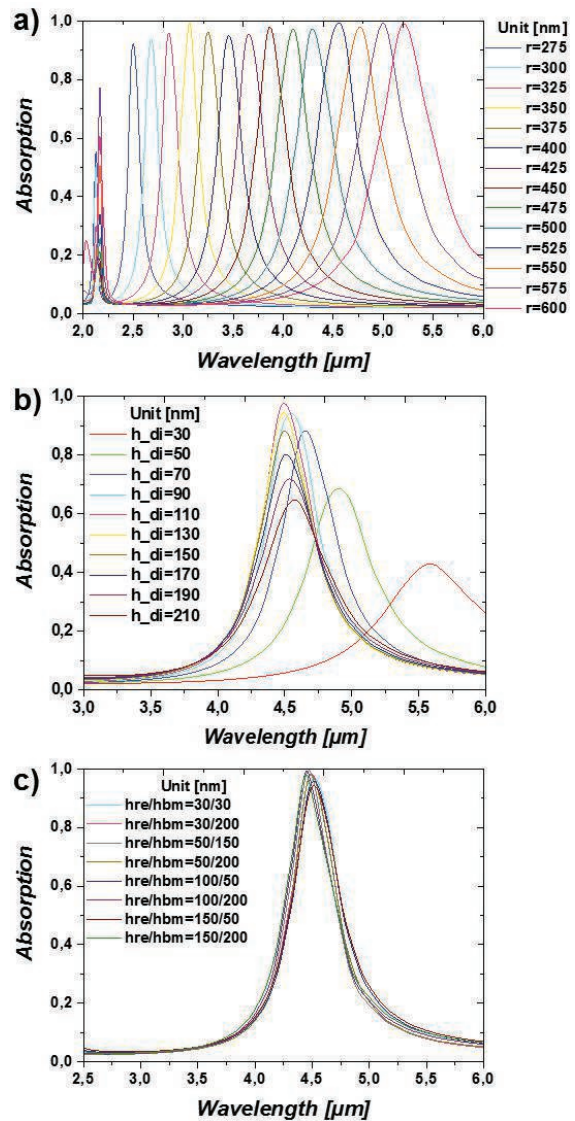 a)
Absorption
1,0
0,8
0,6
0,4
0,2
0,0
2,0 2,5 3,0 3,5 4,0 4,5 5,0 5,5 6,0
Wavelength [µm]
Unit [nm]
r=275
r=300
r=325
r=350
r=375
r=400
r=425
r=450
r=475
r=500
r=525
r=550
r=575
r=600
b)
Absorption
1,0
0,8
0,6
0,4
0,2
0,0
Unit [nm]
h_di=30
h_di=50
h_di=70
h_di=90
h_di=110
h_di=130
h_di=150
h_di=170
h_di=190
h_di=210
3,0 3,5 4,0 4,5 5,0 5,5 6,0
Wavelength [µm]
c)
Absorption
1,0
0,8
0,6
0,4
0,2
0,0
Unit [nm]
hre/hbm=30/30
hre/hbm=30/200
hre/hbm=50/150
hre/hbm=50/200
hre/hbm=100/50
hre/hbm=100/200
hre/hbm=150/50
hre/hbm=150/200
2,5 3,0 3,5 4,0 4,5 5,0 5,5 6,0
Wavelength [µm]